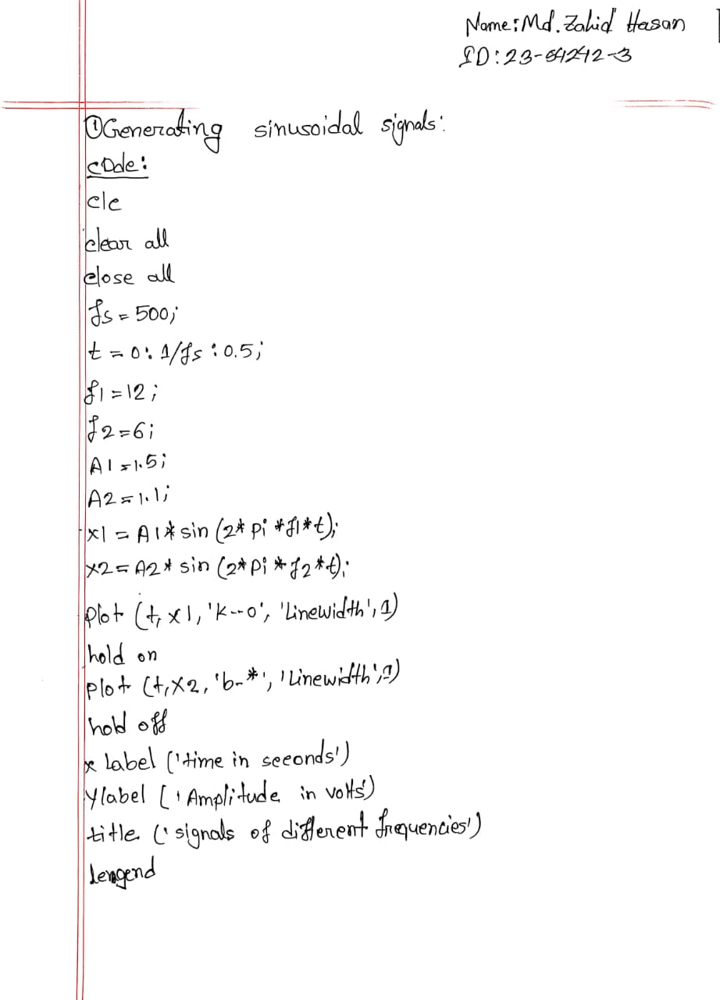 Name: Md. Zahid Hasan
ID: 23-54242-3
① Generating sinusoidal signals:
code:
clc
clear all
close all
fs = 500;
t = 0: 1/fs : 0.5;
f1 = 12;
f2 = 6;
A1 = 1.5;
A2 = 1.1;
x1 = A1 * sin (2* pi * f1*t);
x2 = A2* sin (2*pi * f2*t);
plot (t, x1, 'k--o', 'Linewidth', 1)
hold on
plot (t, x2, 'b-*', 'Linewidth', 1)
hold off
x label ('time in seconds')
ylabel ('Amplitude in volts')
title ('signals of different frequencies')
lengend